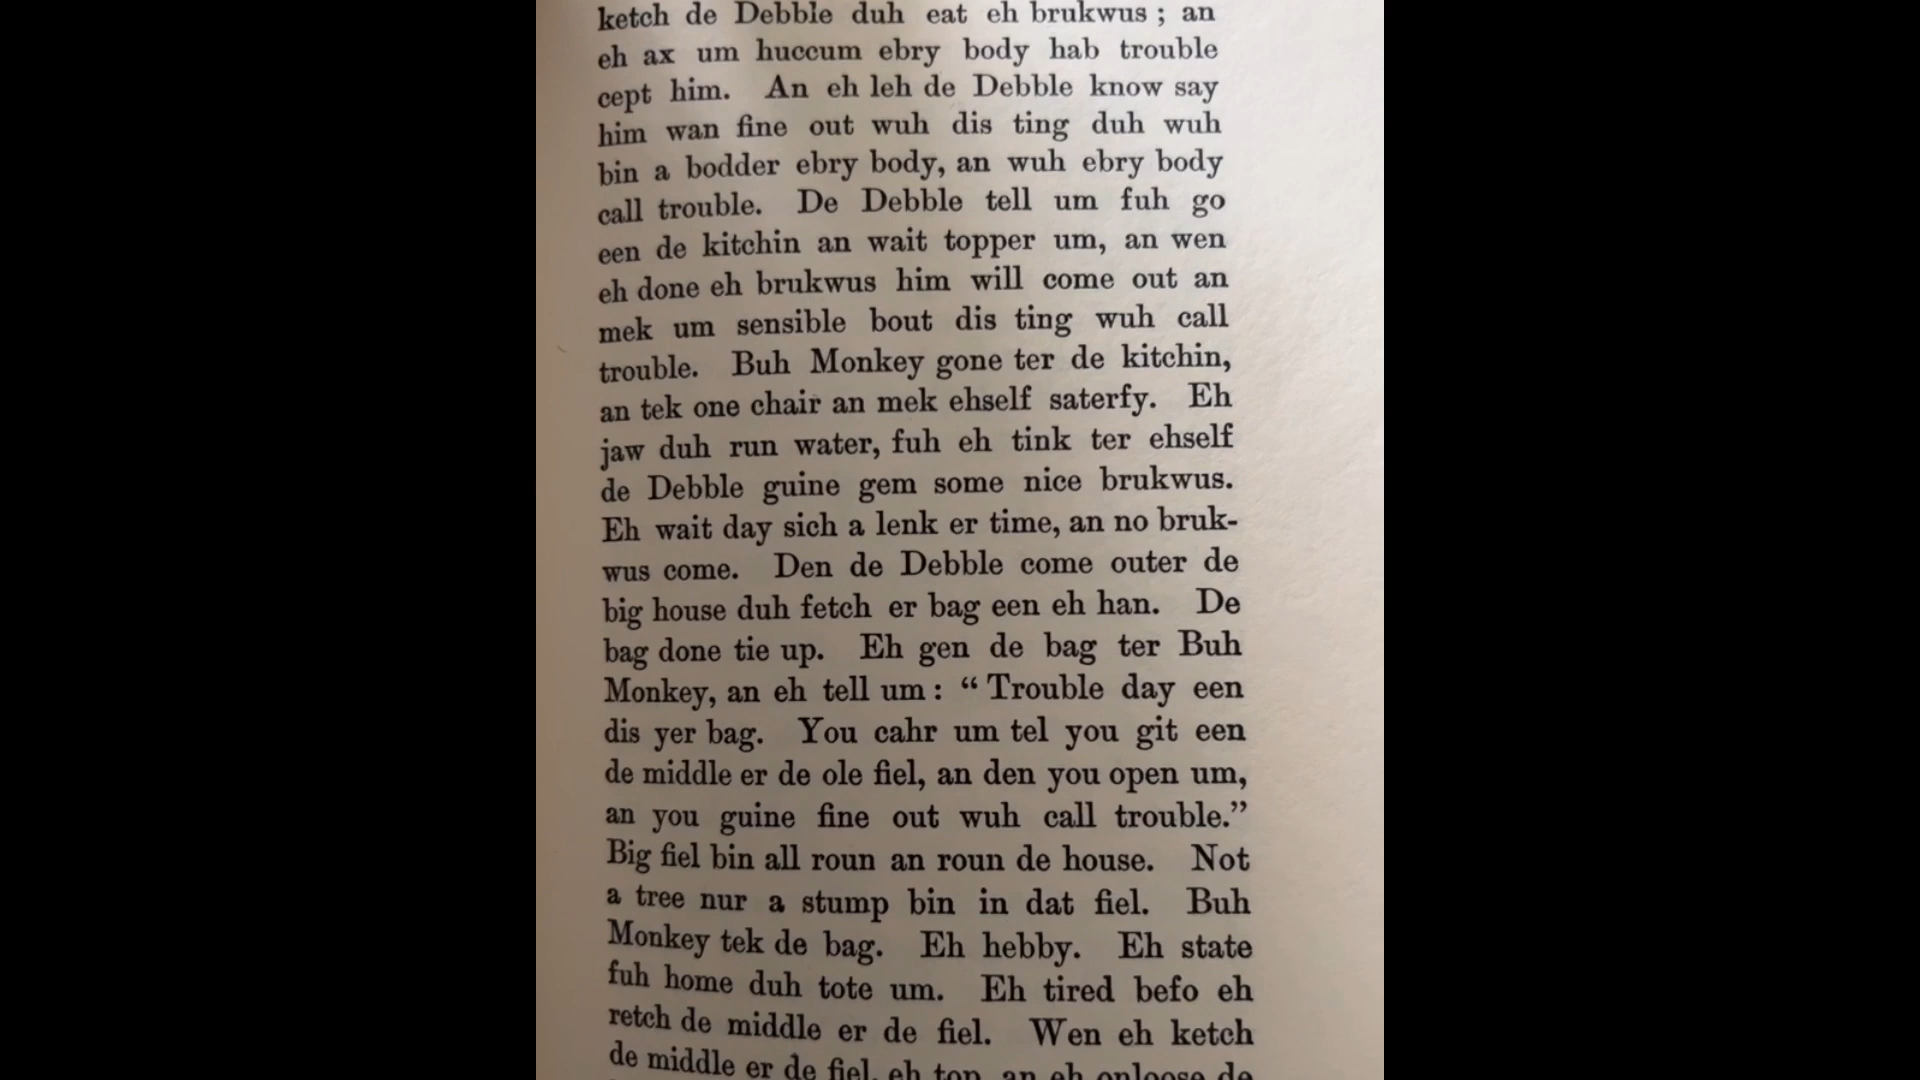 ketch de Debble duh eat eh brukwus ; an
eh ax um huccum ebry body hab trouble
cept him. An eh leh de Debble know say
him wan fine out wuh dis ting duh wuh
bin a bodder ebry body, an wuh ebry body
call trouble. De Debble tell um fuh go
een de kitchin an wait topper um, an wen
eh done eh brukwus him will come out an
mek um sensible bout dis ting wuh call
trouble. Buh Monkey gone ter de kitchin,
an tek one chair an mek ehself saterfy. Eh
jaw duh run water, fuh eh tink ter ehself
de Debble guine gem some nice brukwus.
Eh wait day sich a lenk er time, an no bruk-
wus come. Den de Debble come outer de
big house duh fetch er bag een eh han. De
bag done tie up. Eh gen de bag ter Buh
Monkey, an eh tell um : “ Trouble day een
dis yer bag. You cahr um tel you git een
de middle er de ole fiel, an den you open um,
an you guine fine out wuh call trouble.”
Big fiel bin all roun an roun de house. Not
a tree nur a stump bin in dat fiel. Buh
Monkey tek de bag. Eh hebby. Eh state
fuh home duh tote um. Eh tired befo eh
retch de middle er de fiel. Wen eh ketch
de middle er de fiel, eh top, an eh onloose de